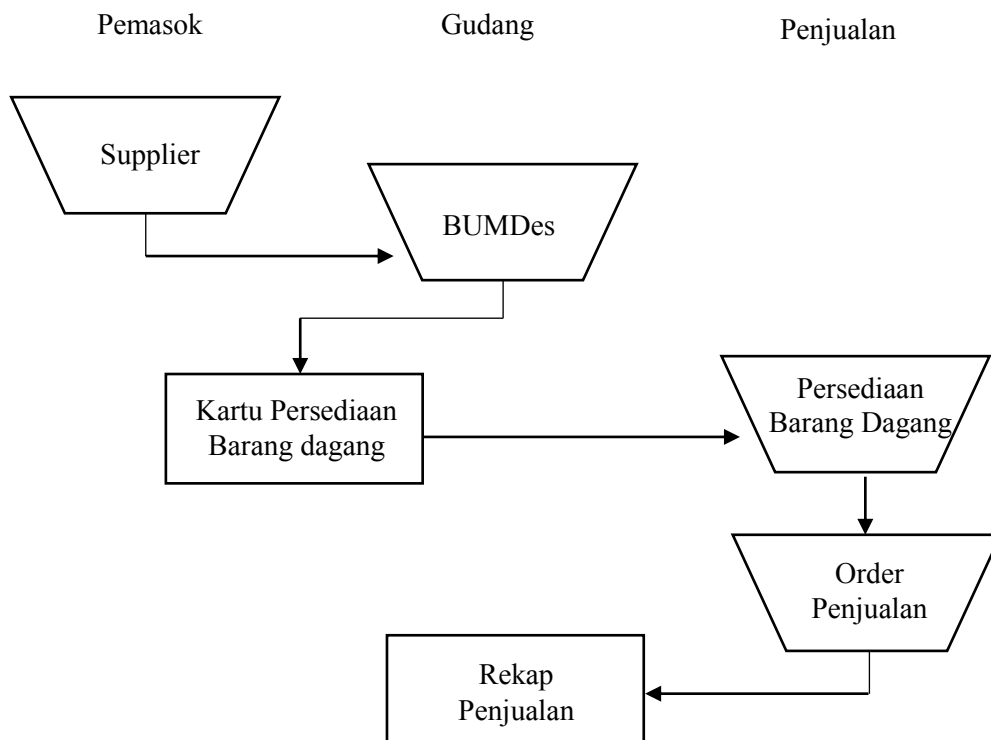 Pemasok
Gudang
Penjualan
Supplier
BUMDes
Kartu Persediaan
Barang dagang
Persediaan
Barang Dagang
Order
Penjualan
Rekap
Penjualan